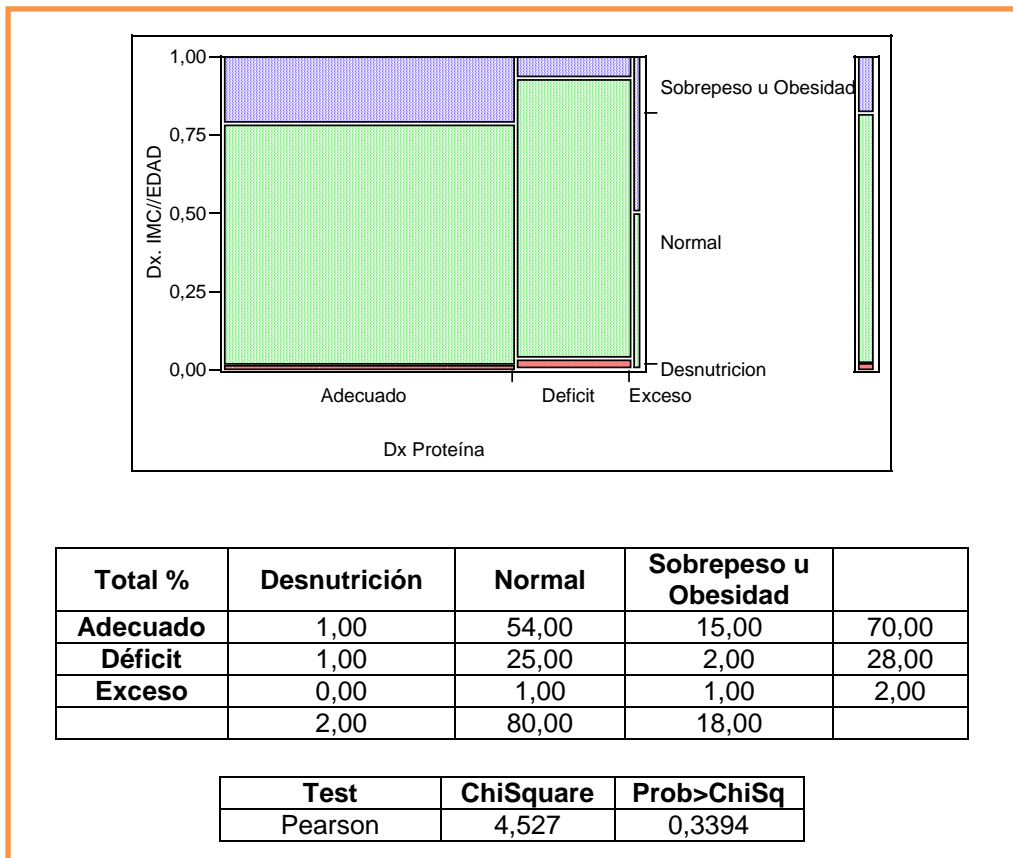 1,00
0,75
0,50
0,25
0,00
Dx. IMC//EDAD
Sobrepeso u Obesidad
Normal
Desnutricion
Adecuado Deficit Exceso
Dx Proteína
Total % Desnutrición Normal Sobrepeso u Obesidad
Adecuado 1,00 54,00 15,00 70,00
Déficit 1,00 25,00 2,00 28,00
Exceso 0,00 1,00 1,00 2,00
2,00 80,00 18,00
Test ChiSquare Prob>ChiSq
Pearson 4,527 0,3394